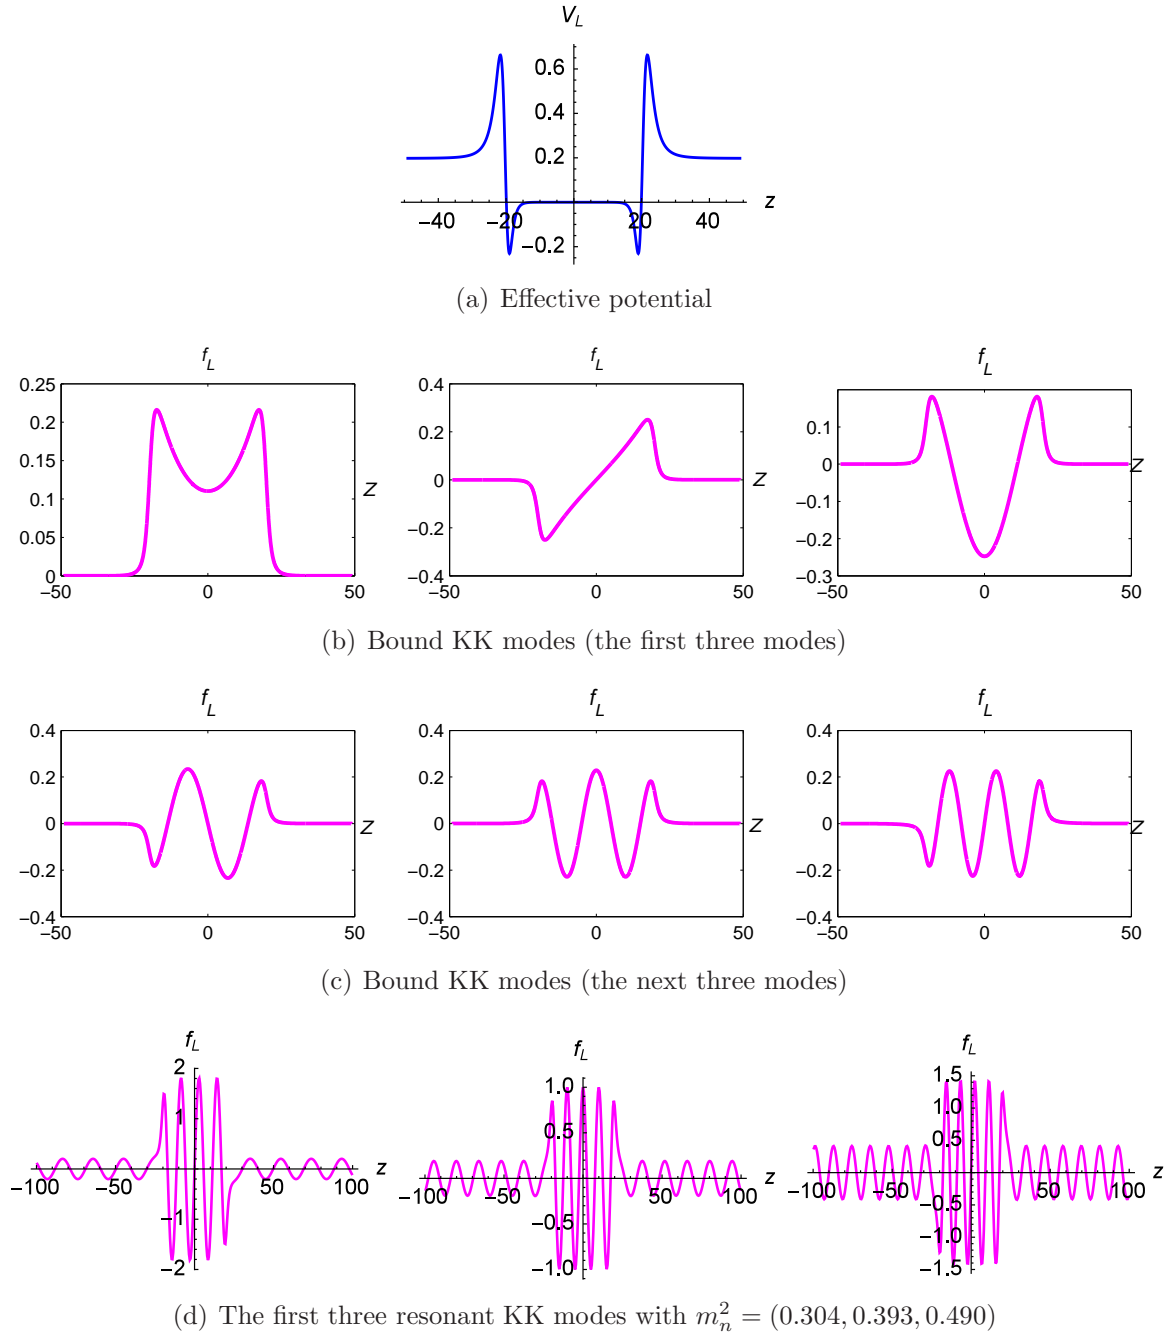 V_L
0.6
0.4
0.2
−0.2
−40 −20 20 40 z
(a) Effective potential
f_L f_L f_L
0.25 0.2 0.15 0.1 0.05 0
−50 0 50 z
0.4 0.2 0 −0.2 −0.4
−50 0 50 z
0.1 0 −0.1 −0.2 −0.3
−50 0 50 z
(b) Bound KK modes (the first three modes)
f_L f_L f_L
0.4 0.2 0 −0.2 −0.4
−50 0 50 z
0.4 0.2 0 −0.2 −0.4
−50 0 50 z
0.4 0.2 0 −0.2 −0.4
−50 0 50 z
(c) Bound KK modes (the next three modes)
f_L f_L f_L
2 1 −1 −2
−100 −50 50 100 z
1.0 0.5 −0.5 −1.0
−100 −50 50 100 z
1.5 1.0 0.5 −0.5 −1.0 −1.5
−100 −50 50 100 z
(d) The first three resonant KK modes with m_n^2 = (0.304, 0.393, 0.490)